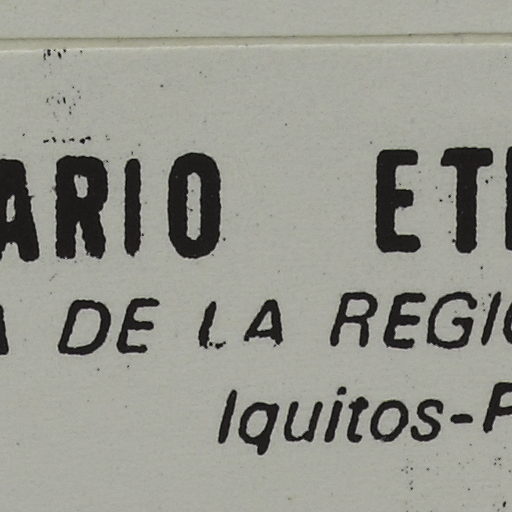 ARIO ET
DE LA REGI
Iquitos-P